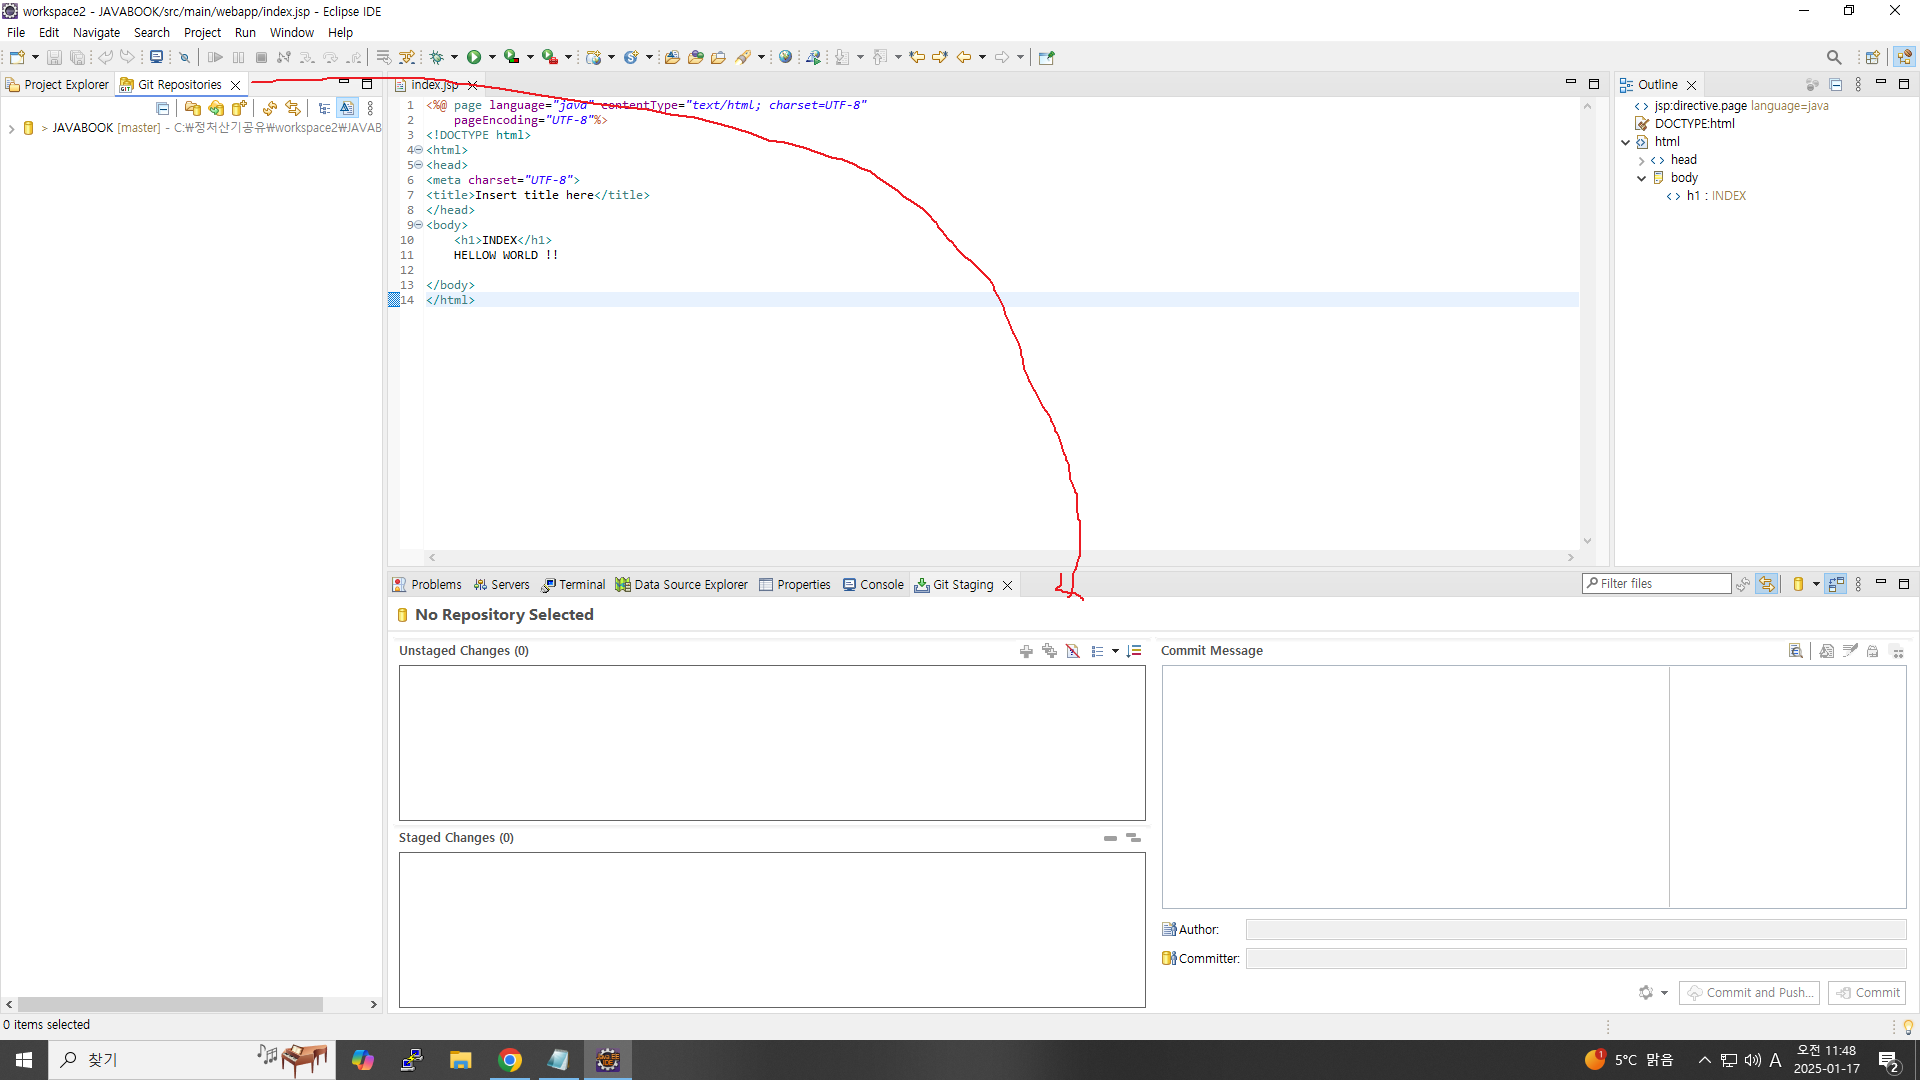 workspace2 - JAVABOOK/src/main/webapp/index.jsp - Eclipse IDE
File Edit Navigate Search Project Run Window Help
Project Explorer Git Repositories
> JAVABOOK [master] - C:₩정처산기공유₩workspace2₩JAVAB
index.jsp
1 <%@ page language="java" contentType="text/html; charset=UTF-8"
2 pageEncoding="UTF-8"%>
3 <!DOCTYPE html>
4 <html>
5 <head>
6 <meta charset="UTF-8">
7 <title>Insert title here</title>
8 </head>
9 <body>
10 <h1>INDEX</h1>
11 HELLOW WORLD !!
12
13 </body>
14 </html>
Outline
jsp:directive.page language=java
DOCTYPE:html
html
head
body
h1 : INDEX
Problems Servers Terminal Data Source Explorer Properties Console Git Staging
Filter files
No Repository Selected
Unstaged Changes (0)
Staged Changes (0)
Commit Message
Author:
Committer:
Commit and Push... Commit
0 items selected
찾기
1 5°C 맑음 A
오전 11:48
2025-01-17
2